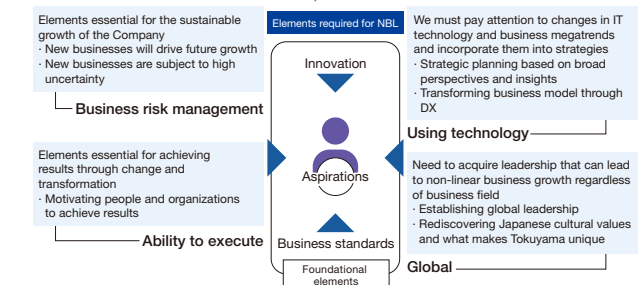 Elements essential for the sustainable
growth of the Company
· New businesses will drive future growth
· New businesses are subject to high
uncertainty
Business risk management
Elements essential for achieving
results through change and
transformation
· Motivating people and organizations
to achieve results
Ability to execute
Elements required for NBL
Innovation
Aspirations
Business standards
Foundational
elements
We must pay attention to changes in IT
technology and business megatrends
and incorporate them into strategies
· Strategic planning based on broad
perspectives and insights
· Transforming business model through
DX
Using technology
Need to acquire leadership that can lead
to non-linear business growth regardless
of business field
· Establishing global leadership
· Rediscovering Japanese cultural values
and what makes Tokuyama unique
Global